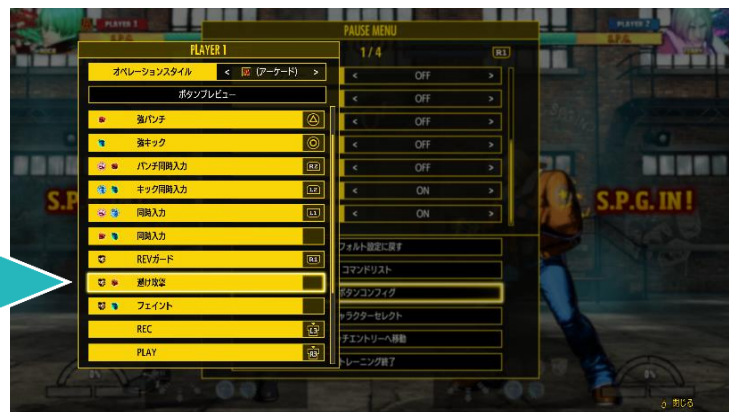 PLAYER 1
PLAYER 2
S.P.G.
S.P.G.
PAUSE MENU
1/4
R1
PLAYER 1
オペレーションスタイル < (アーケード) >
ボタンプレビュー
強パンチ △
強キック ○
パンチ同時入力 R2
キック同時入力 L2
同時入力 L1
同時入力
REVガード R1
避け攻撃
フェイント
REC L3
PLAY R3
< OFF >
< OFF >
< OFF >
< OFF >
< ON >
< ON >
フォルト設定に戻す
コマンドリスト
ボタンコンフィグ
ャラクターセレクト
チエントリーへ移動
トレーニング終了
S.P
S.P.G. IN!
0%
0%
閉じる